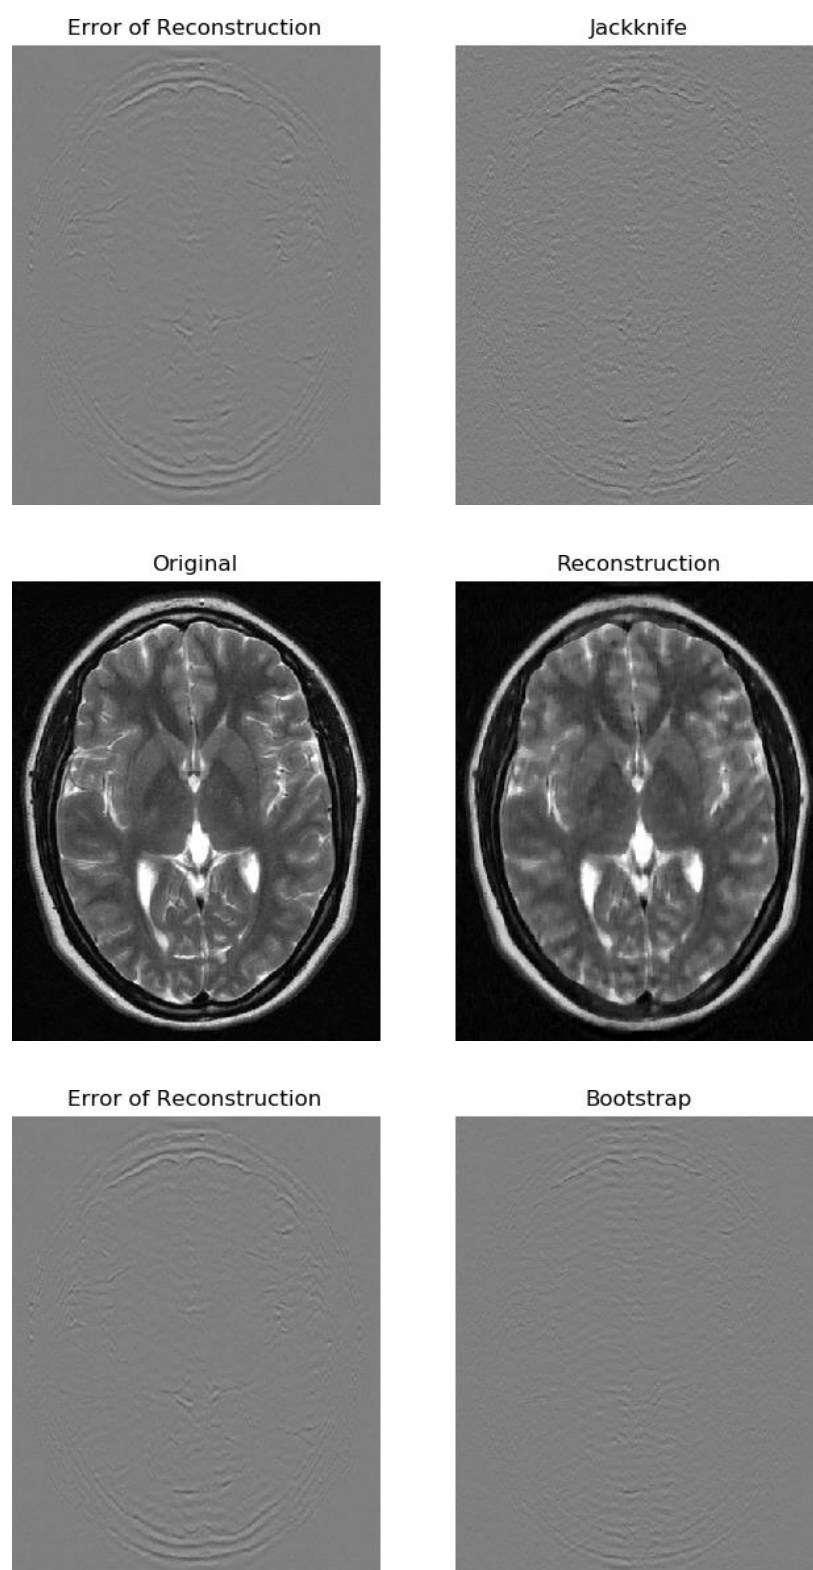 Error of Reconstruction
Jackknife
Original
Reconstruction
Error of Reconstruction
Bootstrap